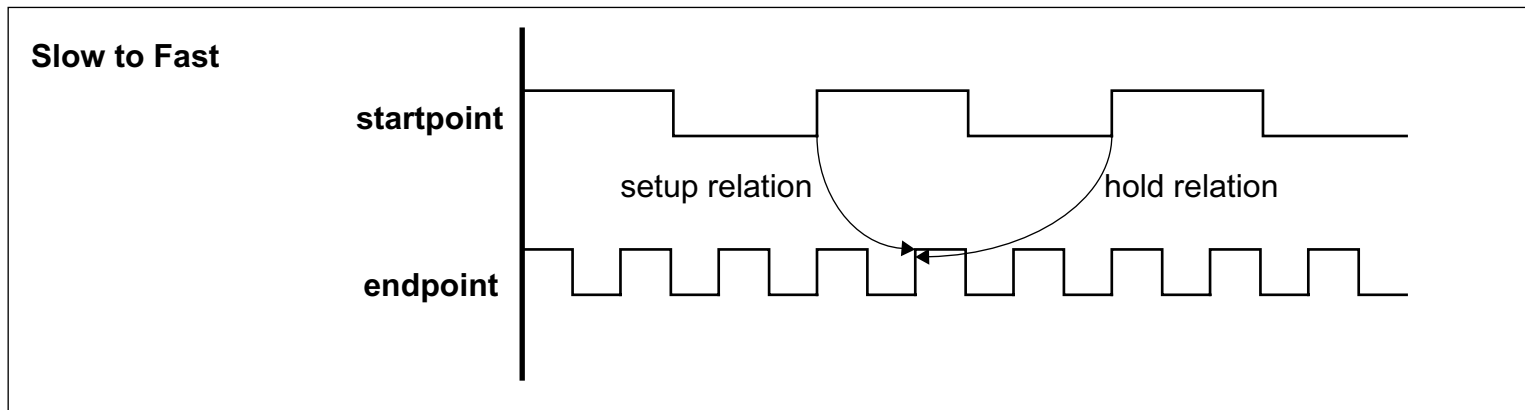 Slow to Fast
startpoint
setup relation
hold relation
endpoint